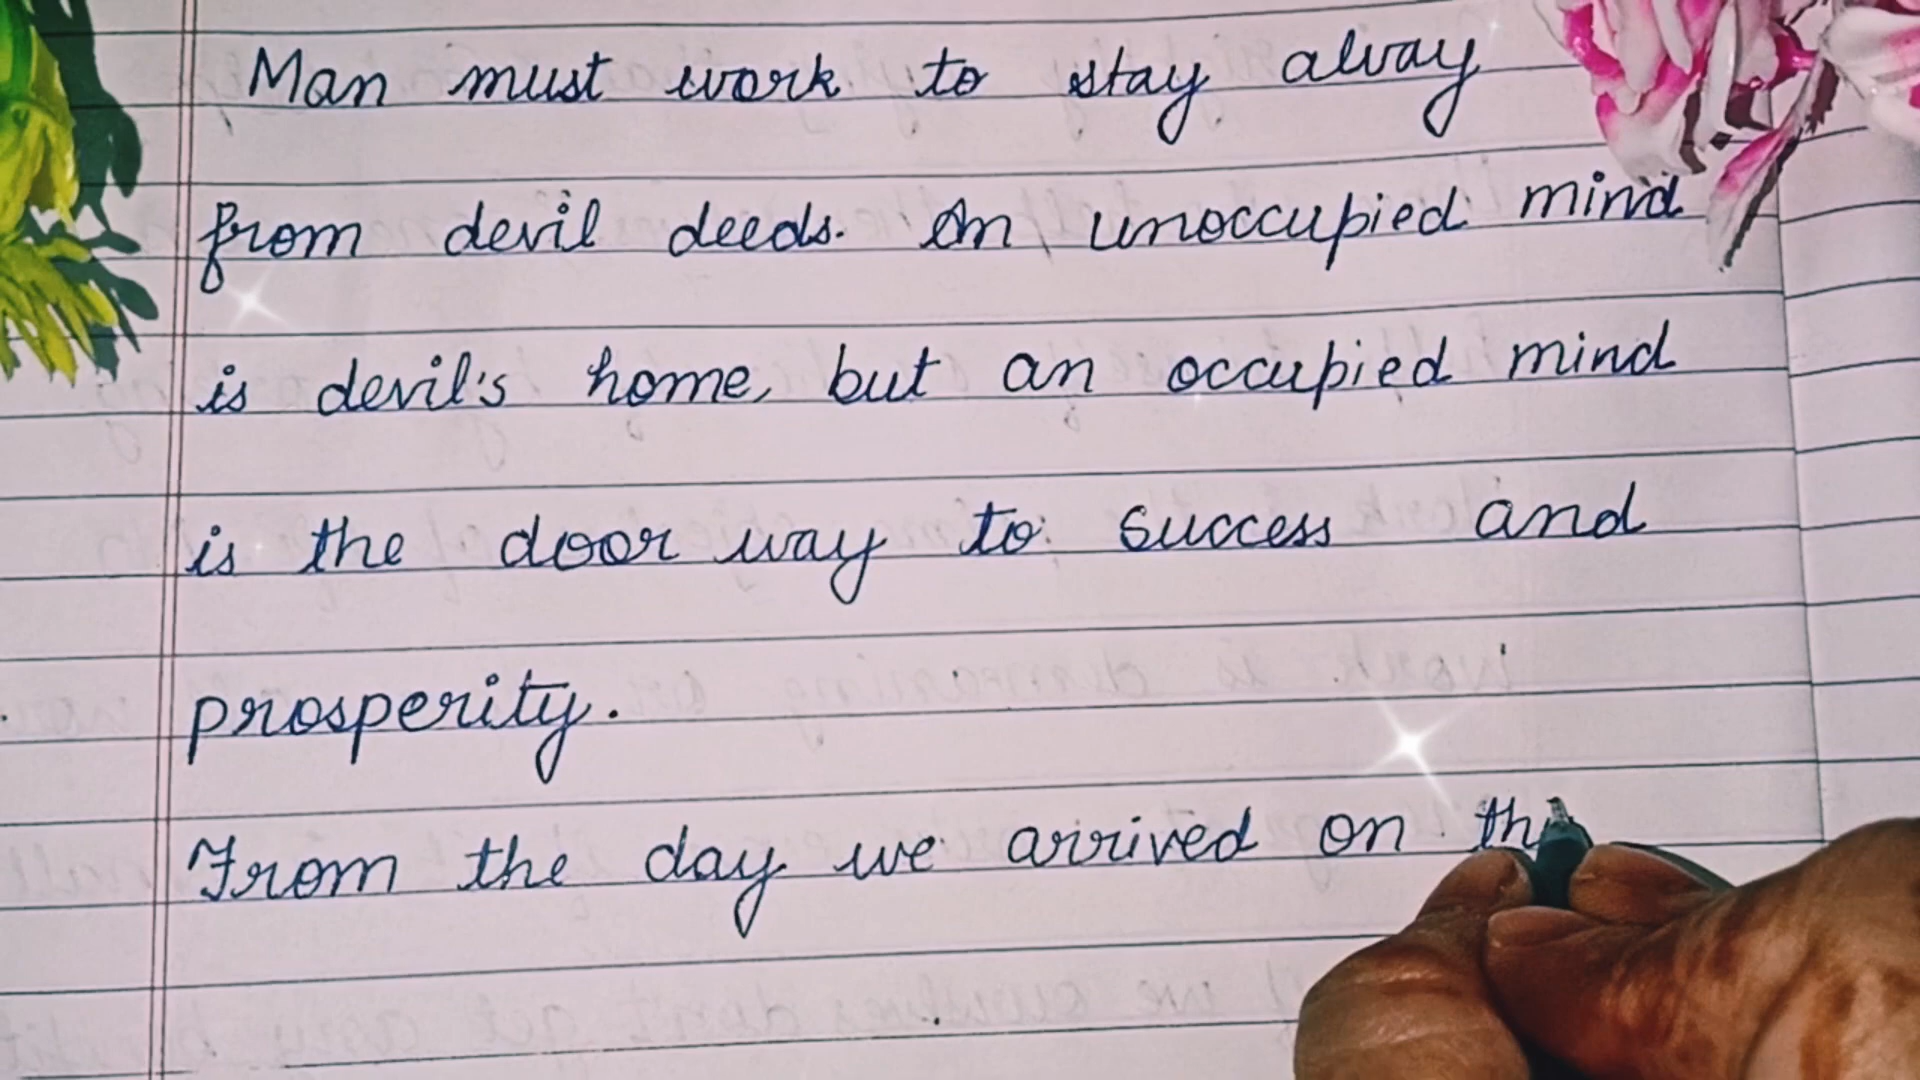 Man must work to stay away
from devil deeds. An unoccupied mind
is devil's home, but an occupied mind
is the door way to success and
prosperity.
From the day we arrived on